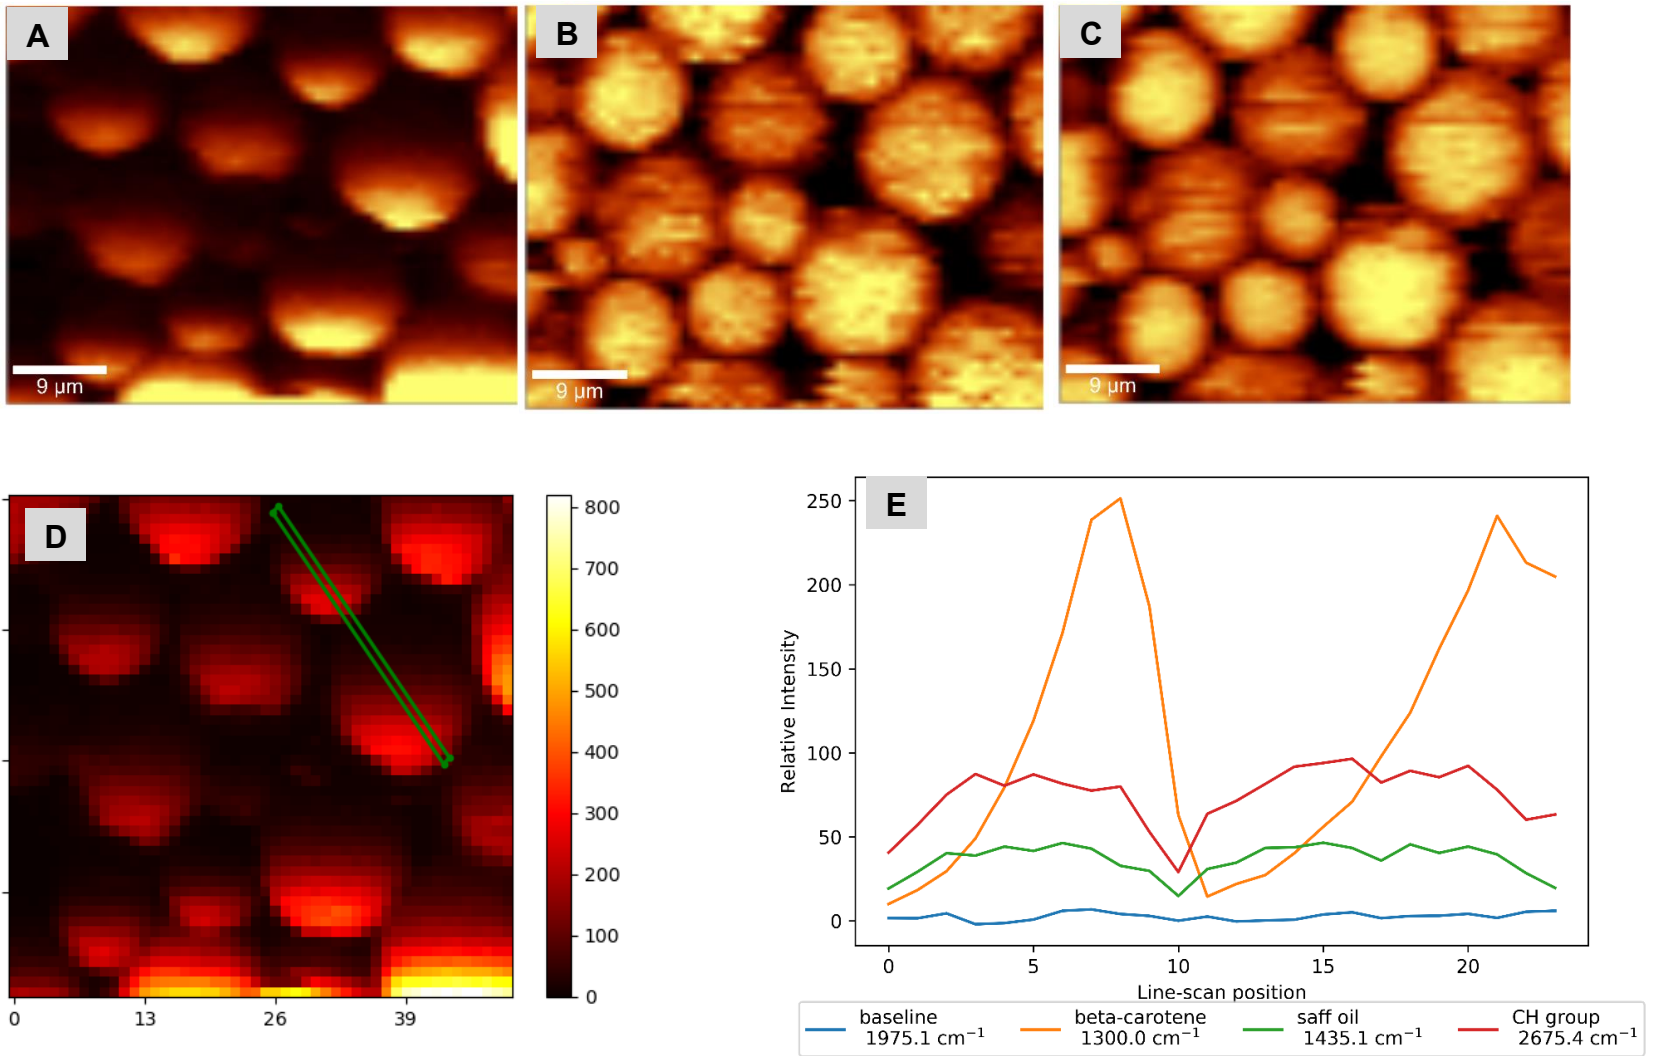 A
B
C
9 µm
9 µm
9 µm
D
800
700
600
500
400
300
200
100
0
0 13 26 39
E
250
200
150
100
50
0
Relative Intensity
0 5 10 15 20
Line-scan position
baseline
1975.1 cm⁻¹
beta-carotene
1300.0 cm⁻¹
saff oil
1435.1 cm⁻¹
CH group
2675.4 cm⁻¹